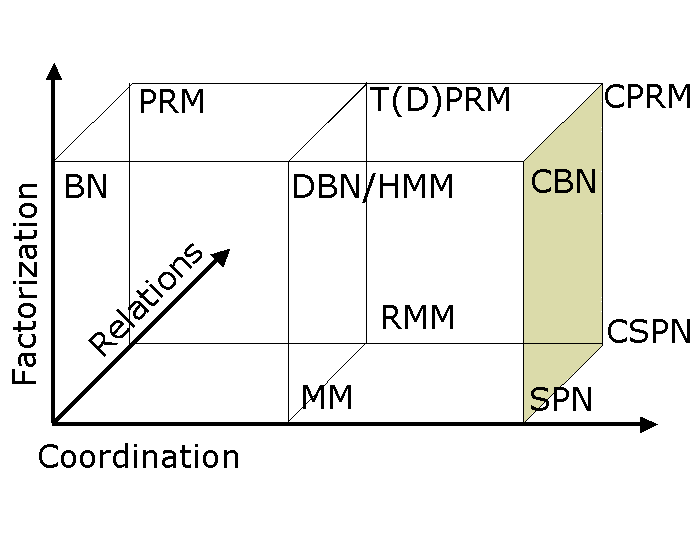 PRM
T(D)PRM
CPRM
BN
DBN/HMM
CBN
Factorization
Relations
RMM
CSPN
MM
SPN
Coordination